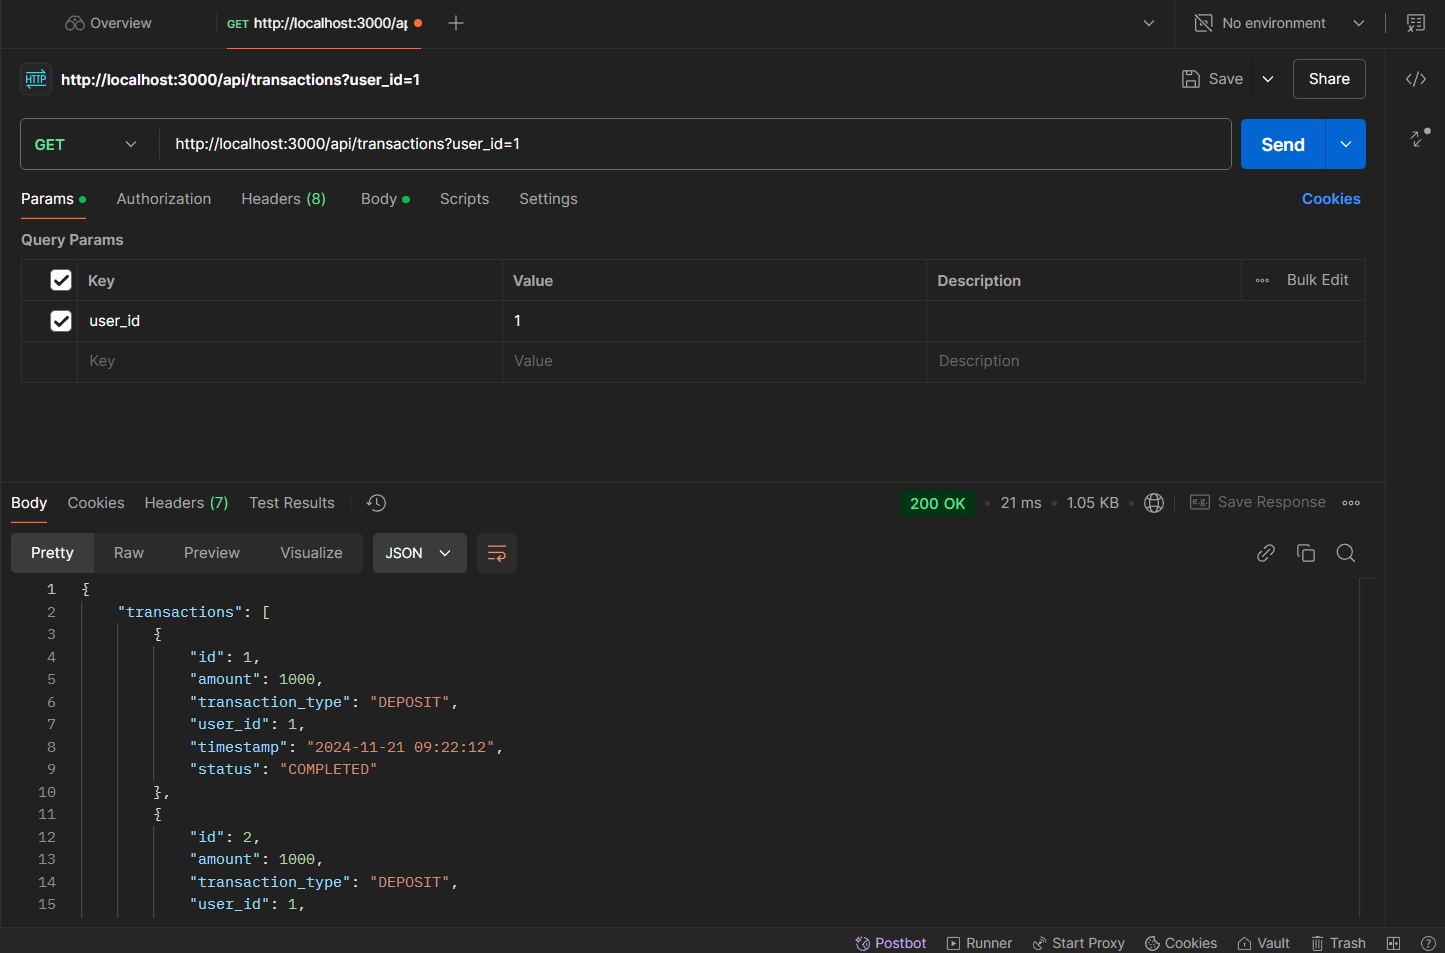 Overview
GET http://localhost:3000/ap
No environment
HTTP http://localhost:3000/api/transactions?user_id=1
Save
Share
GET http://localhost:3000/api/transactions?user_id=1
Send
Params Authorization Headers (8) Body Scripts Settings Cookies
Query Params
Key Value Description Bulk Edit
user_id 1
Key Value Description
Body Cookies Headers (7) Test Results 200 OK 21 ms 1.05 KB e.g. Save Response
Pretty Raw Preview Visualize JSON
1 {
2 "transactions": [
3 {
4 "id": 1,
5 "amount": 1000,
6 "transaction_type": "DEPOSIT",
7 "user_id": 1,
8 "timestamp": "2024-11-21 09:22:12",
9 "status": "COMPLETED"
10 },
11 {
12 "id": 2,
13 "amount": 1000,
14 "transaction_type": "DEPOSIT",
15 "user_id": 1,
Postbot Runner Start Proxy Cookies Vault Trash